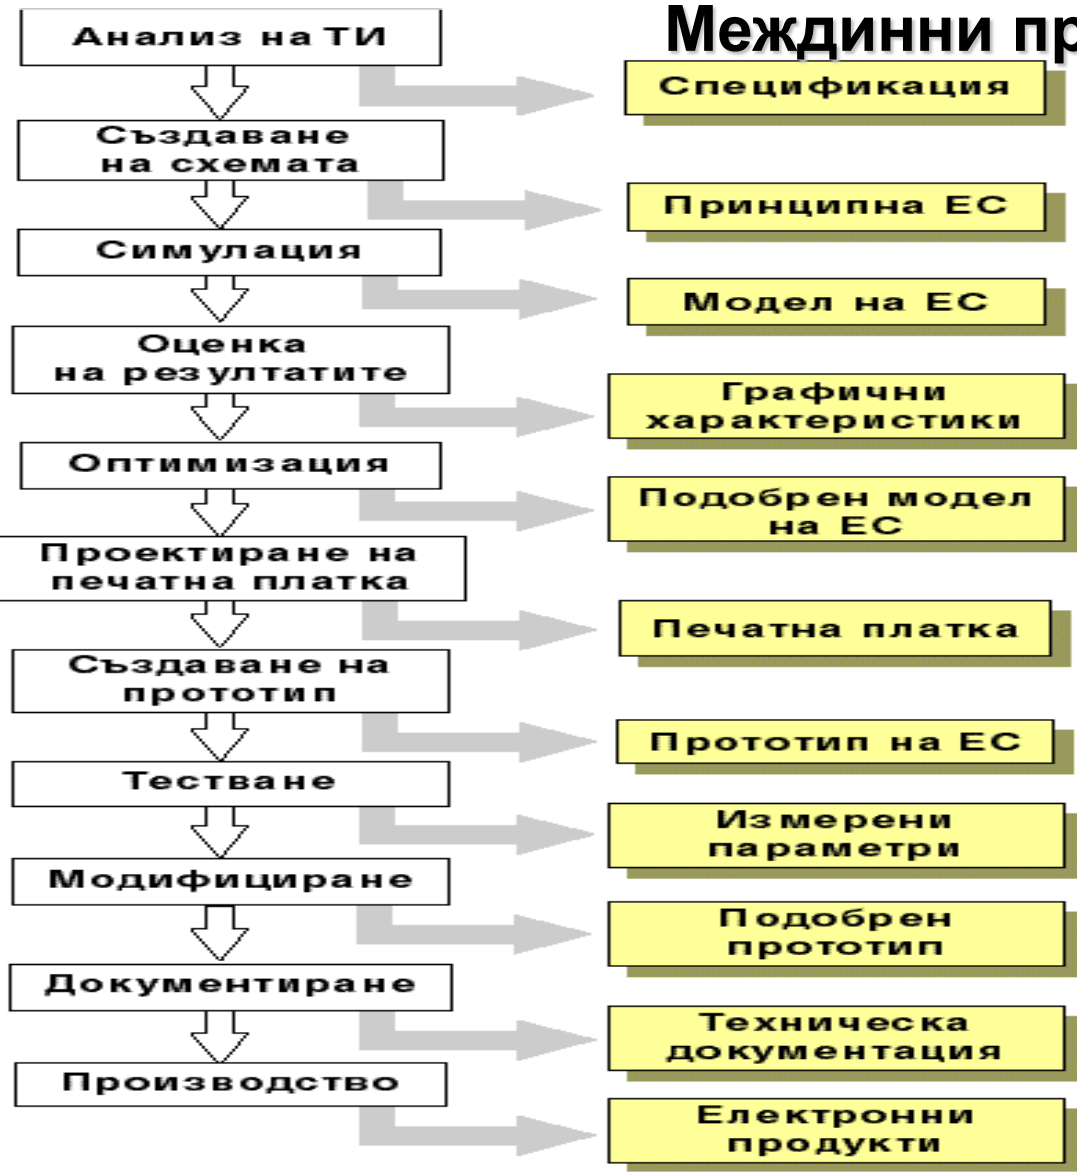 Междинни пр
Анализ на ТИ
Спецификация
Създаване
на схемата
Принципна ЕС
Симулация
Модел на ЕС
Оценка
на резултатите
Графични
характеристики
Оптимизация
Подобрен модел
на ЕС
Проектиране на
печатна платка
Печатна платка
Създаване на
прототип
Прототип на ЕС
Тестване
Измерени
параметри
Модифициране
Подобрен
прототип
Документиране
Техническа
документация
Производство
Електронни
продукти